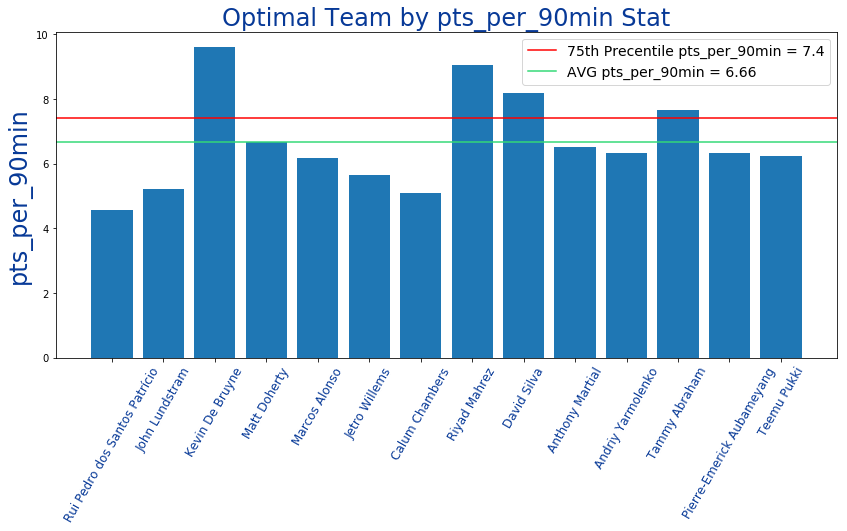 Optimal Team by pts_per_90min Stat
75th Precentile pts_per_90min = 7.4
AVG pts_per_90min = 6.66
pts_per_90min
10
8
6
4
2
0
Rui Pedro dos Santos Patrício
John Lundstram
Kevin De Bruyne
Matt Doherty
Marcos Alonso
Jetro Willems
Calum Chambers
Riyad Mahrez
David Silva
Anthony Martial
Andriy Yarmolenko
Tammy Abraham
Pierre-Emerick Aubameyang
Teemu Pukki